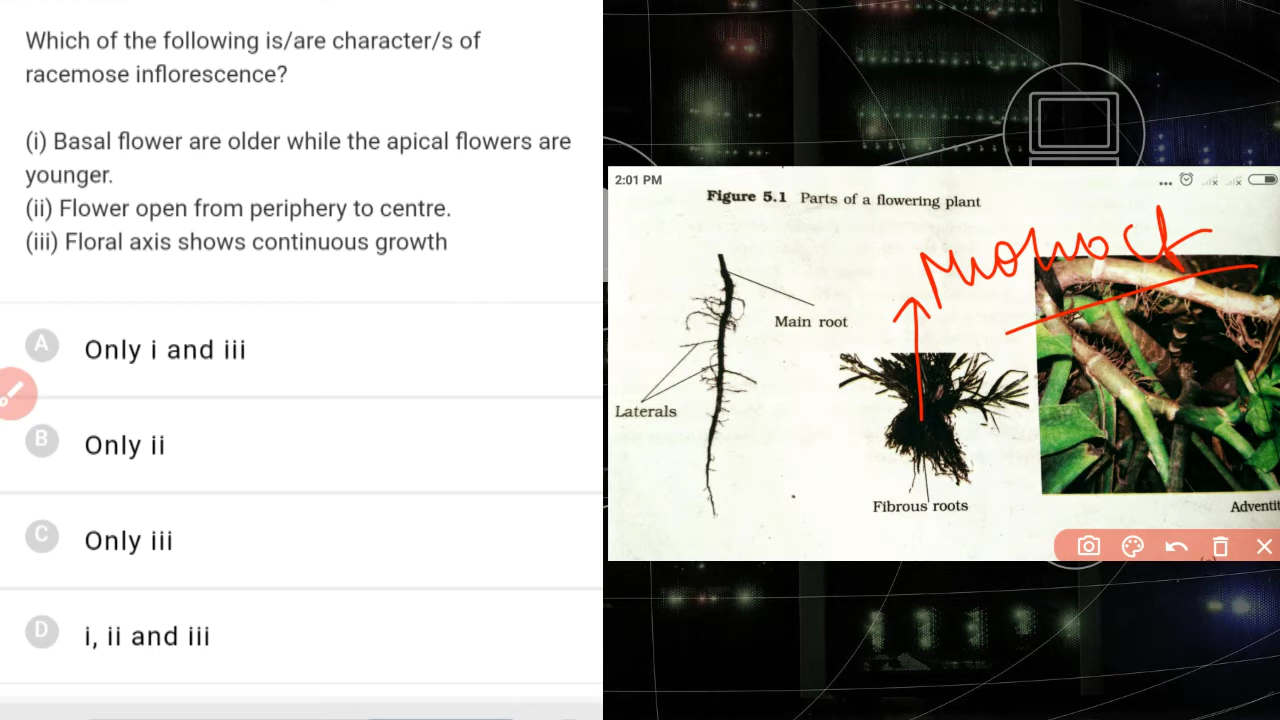 Which of the following is/are character/s of
racemose inflorescence?
(i) Basal flower are older while the apical flowers are
younger.
(ii) Flower open from periphery to centre.
(iii) Floral axis shows continuous growth
A Only i and iii
B Only ii
C Only iii
D i, ii and iii
2:01 PM
Figure 5.1 Parts of a flowering plant
Main root
Laterals
Fibrous roots